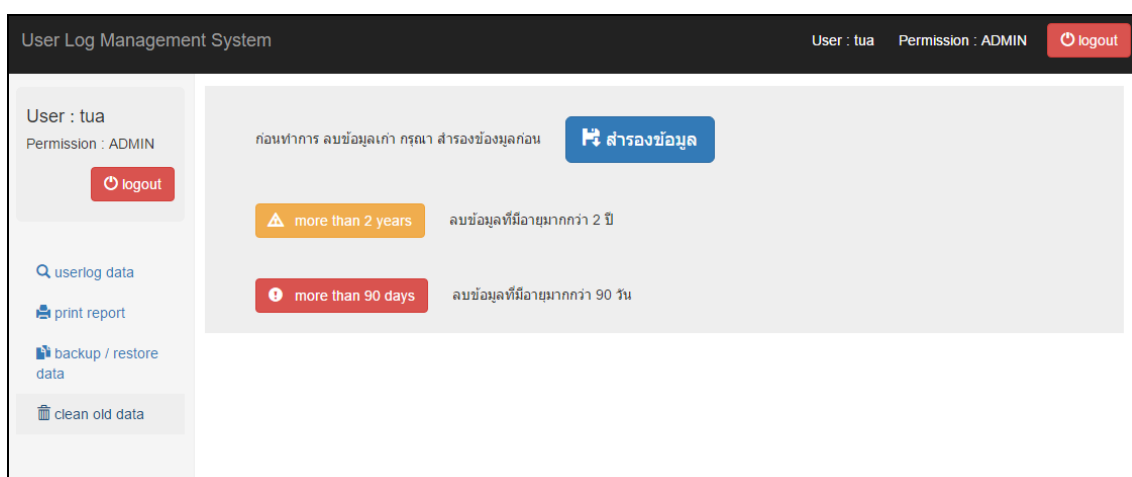 User Log Management System
User : tua Permission : ADMIN logout
User : tua
Permission : ADMIN
logout
userlog data
print report
backup / restore
data
clean old data
ก่อนทำการ ลบข้อมูลเก่า กรุณา สำรองข้องมูลก่อน สำรองข้อมูล
more than 2 years ลบข้อมูลที่มีอายุมากกว่า 2 ปี
more than 90 days ลบข้อมูลที่มีอายุมากกว่า 90 วัน